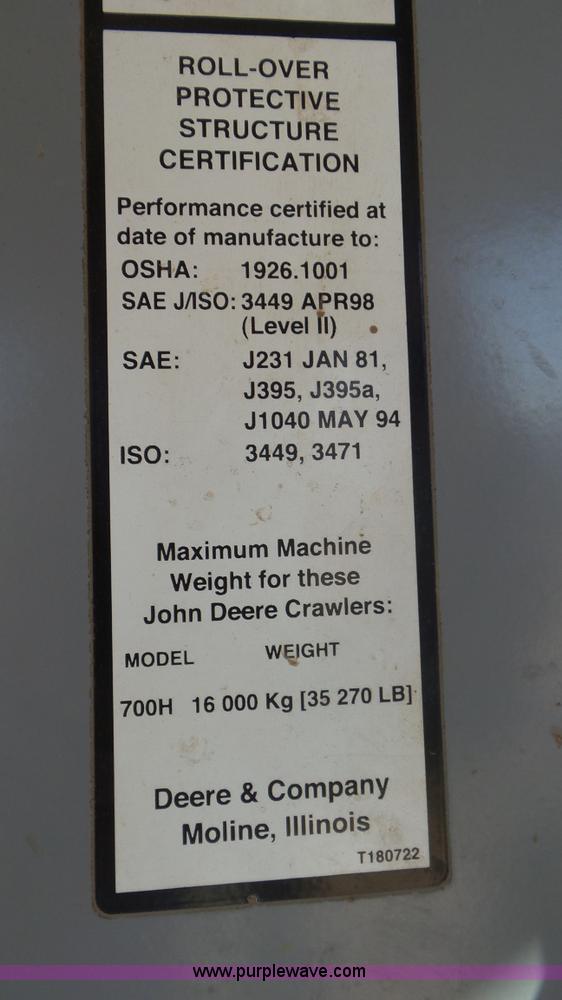 ROLL-OVER
PROTECTIVE
STRUCTURE
CERTIFICATION
Performance certified at
date of manufacture to:
OSHA: 1926.1001
SAE J/ISO: 3449 APR98
(Level II)
SAE: J231 JAN 81,
J395, J395a,
J1040 MAY 94
ISO: 3449, 3471
Maximum Machine
Weight for these
John Deere Crawlers:
MODEL WEIGHT
700H 16 000 Kg [35 270 LB]
Deere & Company
Moline, Illinois
T180722
www.purplewave.com